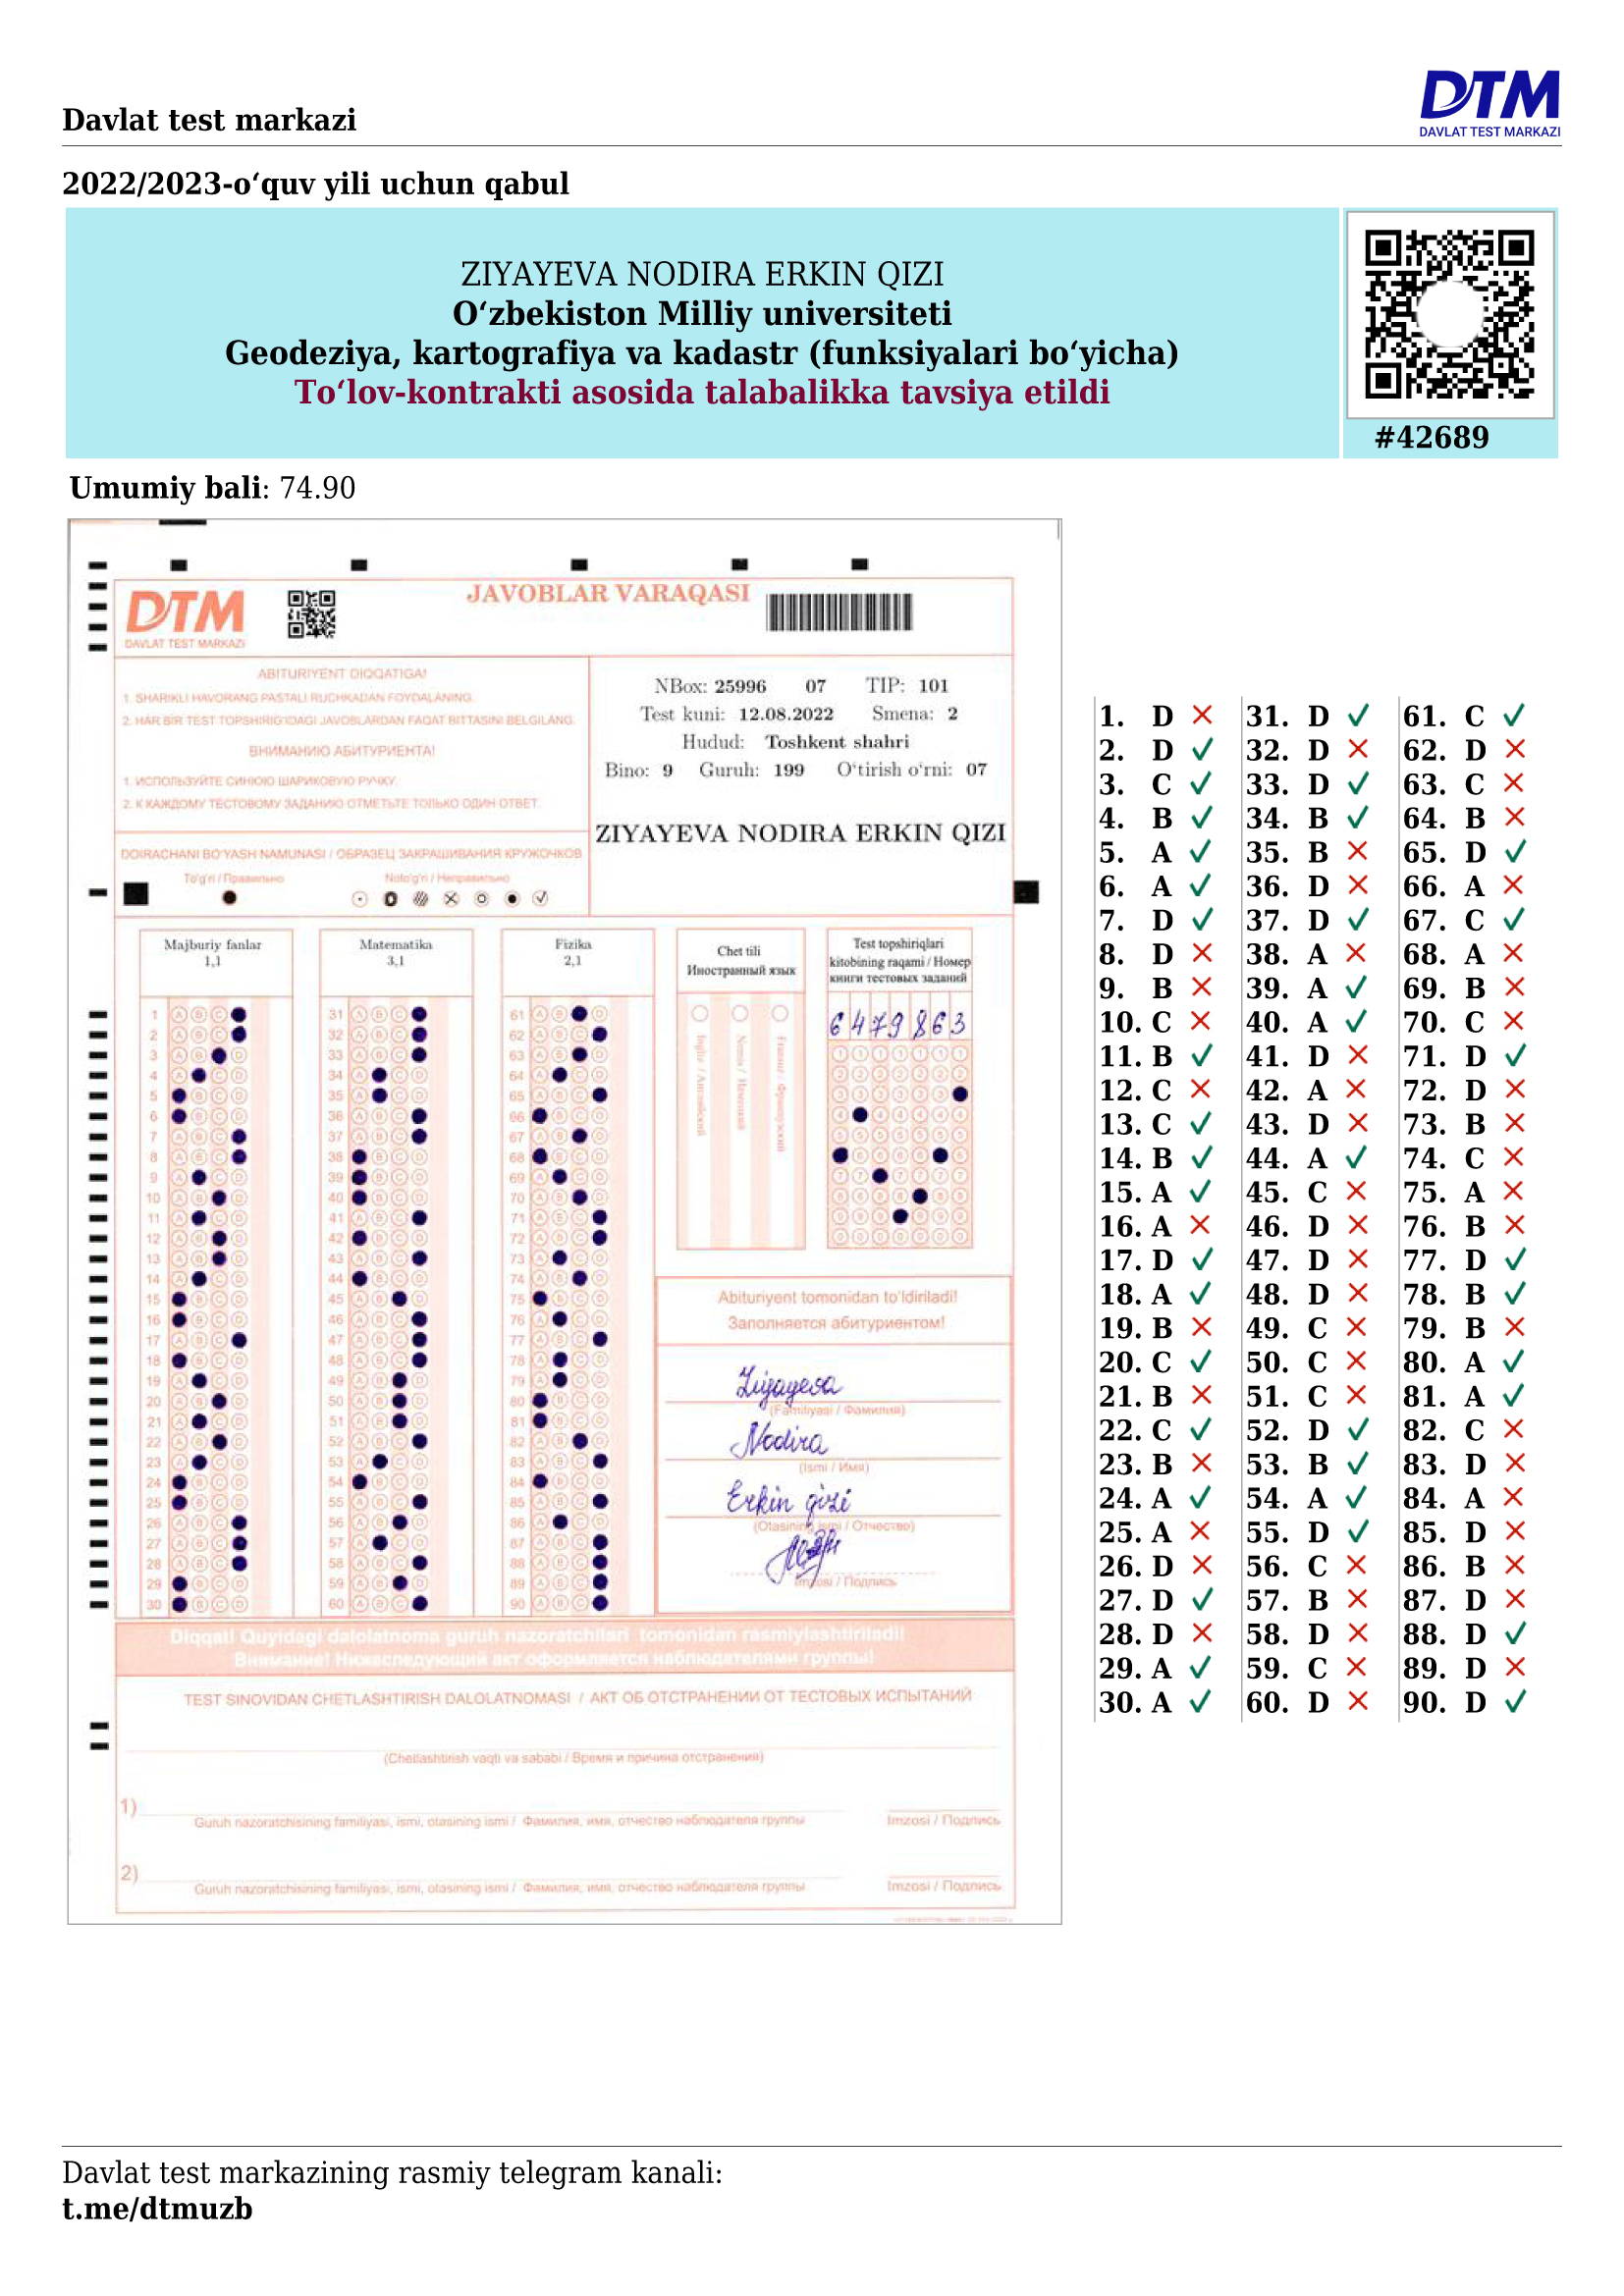 Davlat test markazi
DTM
DAVLAT TEST MARKAZI
2022/2023-o‘quv yili uchun qabul
ZIYAYEVA NODIRA ERKIN QIZI
O‘zbekiston Milliy universiteti
Geodeziya, kartografiya va kadastr (funksiyalari bo‘yicha)
To‘lov-kontrakti asosida talabalikka tavsiya etildi
#42689
Umumiy bali: 74.90
DTM
DAVLAT TEST MARKAZI
JAVOBLAR VARAQASI
ABITURIYENT DIQQATIGA!
1. SHARIKLI HAVORANG PASTALI RUCHKADAN FOYDALANING.
2. HAR BIR TEST TOPSHIRIG'IDAGI JAVOBLARDAN FAQAT BITTASINI BELGILANG.
ВНИМАНИЮ АБИТУРИЕНТА!
1. ИСПОЛЬЗУЙТЕ СИНЮЮ ШАРИКОВУЮ РУЧКУ.
2. К КАЖДОМУ ТЕСТОВОМУ ЗАДАНИЮ ОТМЕТЬТЕ ТОЛЬКО ОДИН ОТВЕТ.
DOIRACHANI BO'YASH NAMUNASI / ОБРАЗЕЦ ЗАКРАШИВАНИЯ КРУЖОЧКОВ
To'g'ri / Правильно Noto'g'ri / Неправильно
NBox: 25996 07 TIP: 101
Test kuni: 12.08.2022 Smena: 2
Hudud: Toshkent shahri
Bino: 9 Guruh: 199 O'tirish o'rni: 07
ZIYAYEVA NODIRA ERKIN QIZI
Majburiy fanlar
1,1
Matematika
3,1
Fizika
2,1
Chet tili
Иностранный язык
Test topshiriqlari
kitobining raqami / Номер
книги тестовых заданий
6479863
Ingliz / Английский
Nemis / Немецкий
Fransuz / Французский
Abituriyent tomonidan to'ldiriladi!
Заполняется абитуриентом!
Ziyayeva
(Familiyasi / Фамилия)
Nodira
(Ismi / Имя)
Erkin qizi
(Otasining ismi / Отчество)
Imzosi / Подпись
Diqqat! Quyidagi dalolatnoma guruh nazoratchilari tomonidan rasmiylashtiriladi!
Внимание! Нижеследующий акт оформляется наблюдателями группы!
TEST SINOVIDAN CHETLASHTIRISH DALOLATNOMASI / АКТ ОБ ОТСТРАНЕНИИ ОТ ТЕСТОВЫХ ИСПЫТАНИЙ
(Chetlashtirish vaqti va sababi / Время и причина отстранения)
1)
Guruh nazoratchisining familiyasi, ismi, otasining ismi / Фамилия, имя, отчество наблюдателя группы Imzosi / Подпись
2)
Guruh nazoratchisining familiyasi, ismi, otasining ismi / Фамилия, имя, отчество наблюдателя группы Imzosi / Подпись
1. D ✗ 31. D ✓ 61. C ✓
2. D ✓ 32. D ✗ 62. D ✗
3. C ✓ 33. D ✓ 63. C ✗
4. B ✓ 34. B ✓ 64. B ✗
5. A ✓ 35. B ✗ 65. D ✓
6. A ✓ 36. D ✗ 66. A ✗
7. D ✓ 37. D ✓ 67. C ✓
8. D ✗ 38. A ✗ 68. A ✗
9. B ✗ 39. A ✓ 69. B ✗
10. C ✗ 40. A ✓ 70. C ✗
11. B ✓ 41. D ✗ 71. D ✓
12. C ✗ 42. A ✗ 72. D ✗
13. C ✓ 43. D ✗ 73. B ✗
14. B ✓ 44. A ✓ 74. C ✗
15. A ✓ 45. C ✗ 75. A ✗
16. A ✗ 46. D ✗ 76. B ✗
17. D ✓ 47. D ✗ 77. D ✓
18. A ✓ 48. D ✗ 78. B ✓
19. B ✗ 49. C ✗ 79. B ✗
20. C ✓ 50. C ✗ 80. A ✓
21. B ✗ 51. C ✗ 81. A ✓
22. C ✓ 52. D ✓ 82. C ✗
23. B ✗ 53. B ✓ 83. D ✗
24. A ✓ 54. A ✓ 84. A ✗
25. A ✗ 55. D ✓ 85. D ✗
26. D ✗ 56. C ✗ 86. B ✗
27. D ✓ 57. B ✗ 87. D ✗
28. D ✗ 58. D ✗ 88. D ✓
29. A ✓ 59. C ✗ 89. D ✗
30. A ✓ 60. D ✗ 90. D ✓
Davlat test markazining rasmiy telegram kanali:
t.me/dtmuzb